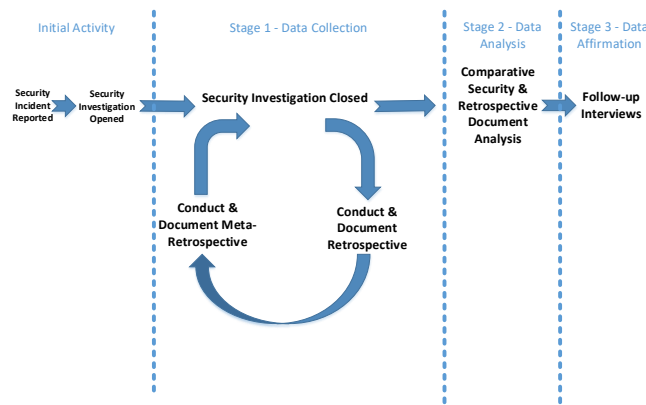 Initial Activity
Stage 1 - Data Collection
Stage 2 - Data
Analysis
Stage 3 - Data
Affirmation
Security
Incident
Reported
Security
Investigation
Opened
Security Investigation Closed
Comparative
Security &
Retrospective
Document
Analysis
Follow-up
Interviews
Conduct &
Document Meta-
Retrospective
Conduct &
Document
Retrospective